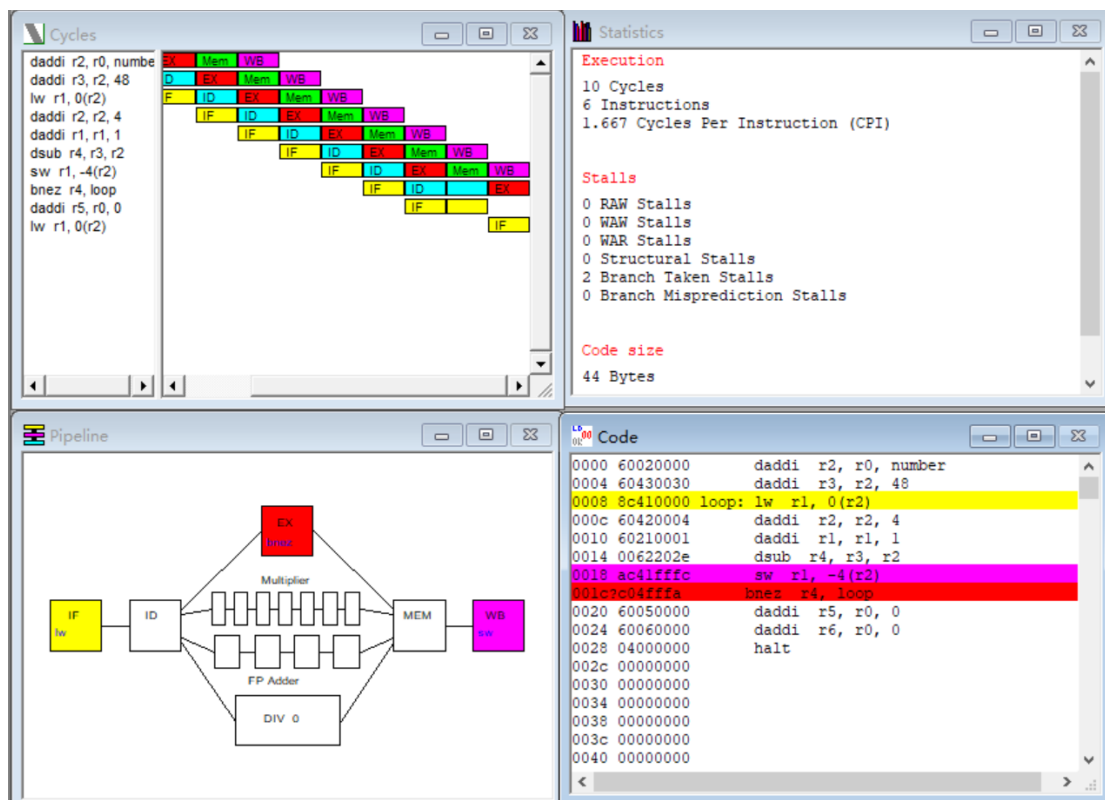 Cycles
daddi r2, r0, numbe
daddi r3, r2, 48
lw r1, 0(r2)
daddi r2, r2, 4
daddi r1, r1, 1
dsub r4, r3, r2
sw r1, -4(r2)
bnez r4, loop
daddi r5, r0, 0
lw r1, 0(r2)
EX Mem WB
D EX Mem WB
F ID EX Mem WB
IF ID EX Mem WB
IF ID EX Mem WB
IF ID EX Mem WB
IF ID EX Mem WB
IF ID EX
IF
IF
Statistics
Execution
10 Cycles
6 Instructions
1.667 Cycles Per Instruction (CPI)
Stalls
0 RAW Stalls
0 WAW Stalls
0 WAR Stalls
0 Structural Stalls
2 Branch Taken Stalls
0 Branch Misprediction Stalls
Code size
44 Bytes
Pipeline
EX
bnez
Multiplier
IF
lw
ID
MEM
WB
sw
FP Adder
DIV 0
Code
0000 60020000 daddi r2, r0, number
0004 60430030 daddi r3, r2, 48
0008 8c410000 loop: lw r1, 0(r2)
000c 60420004 daddi r2, r2, 4
0010 60210001 daddi r1, r1, 1
0014 0062202e dsub r4, r3, r2
0018 ac41fffc sw r1, -4(r2)
001c?c04fffa bnez r4, loop
0020 60050000 daddi r5, r0, 0
0024 60060000 daddi r6, r0, 0
0028 04000000 halt
002c 00000000
0030 00000000
0034 00000000
0038 00000000
003c 00000000
0040 00000000